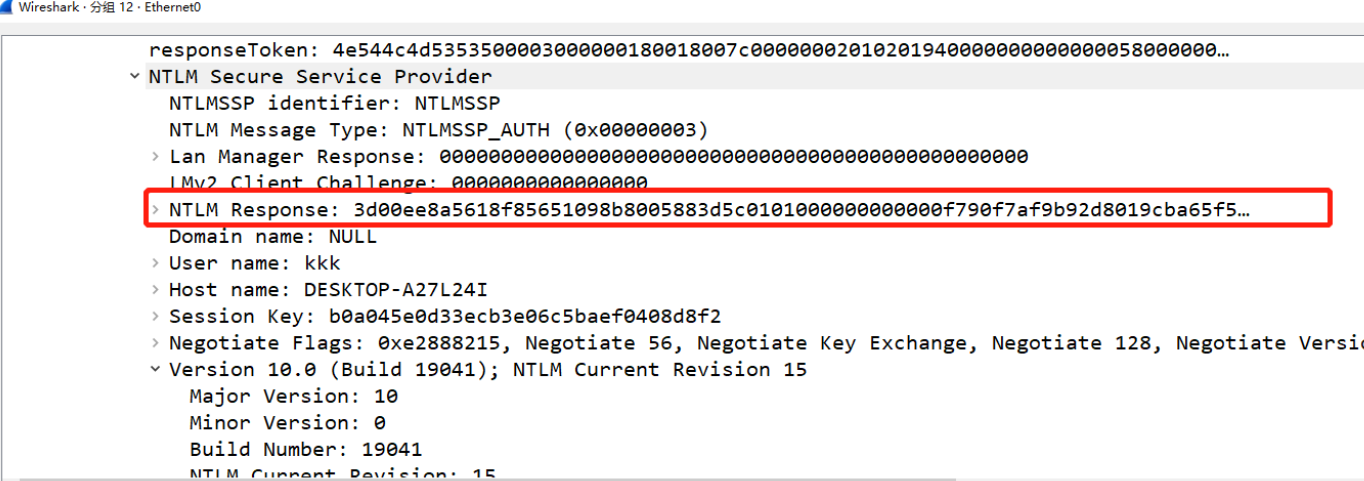 Wireshark · 分组 12 · Ethernet0
responseToken: 4e544c4d5353500003000000180018007c0000000201020194000000000000005800000​0…
NTLM Secure Service Provider
NTLMSSP identifier: NTLMSSP
NTLM Message Type: NTLMSSP_AUTH (0x00000003)
Lan Manager Response: 000000000000000000000000000000000000000000000000
LMv2 Client Challenge: 0000000000000000
NTLM Response: 3d00ee8a5618f85651098b8005883d5c0101000000000000f790f7af9b92d8019cba65f5…
Domain name: NULL
User name: kkk
Host name: DESKTOP-A27L24I
Session Key: b0a045e0d33ecb3e06c5baef0408d8f2
Negotiate Flags: 0xe2888215, Negotiate 56, Negotiate Key Exchange, Negotiate 128, Negotiate Versio
Version 10.0 (Build 19041); NTLM Current Revision 15
Major Version: 10
Minor Version: 0
Build Number: 19041
NTLM Current Revision: 15